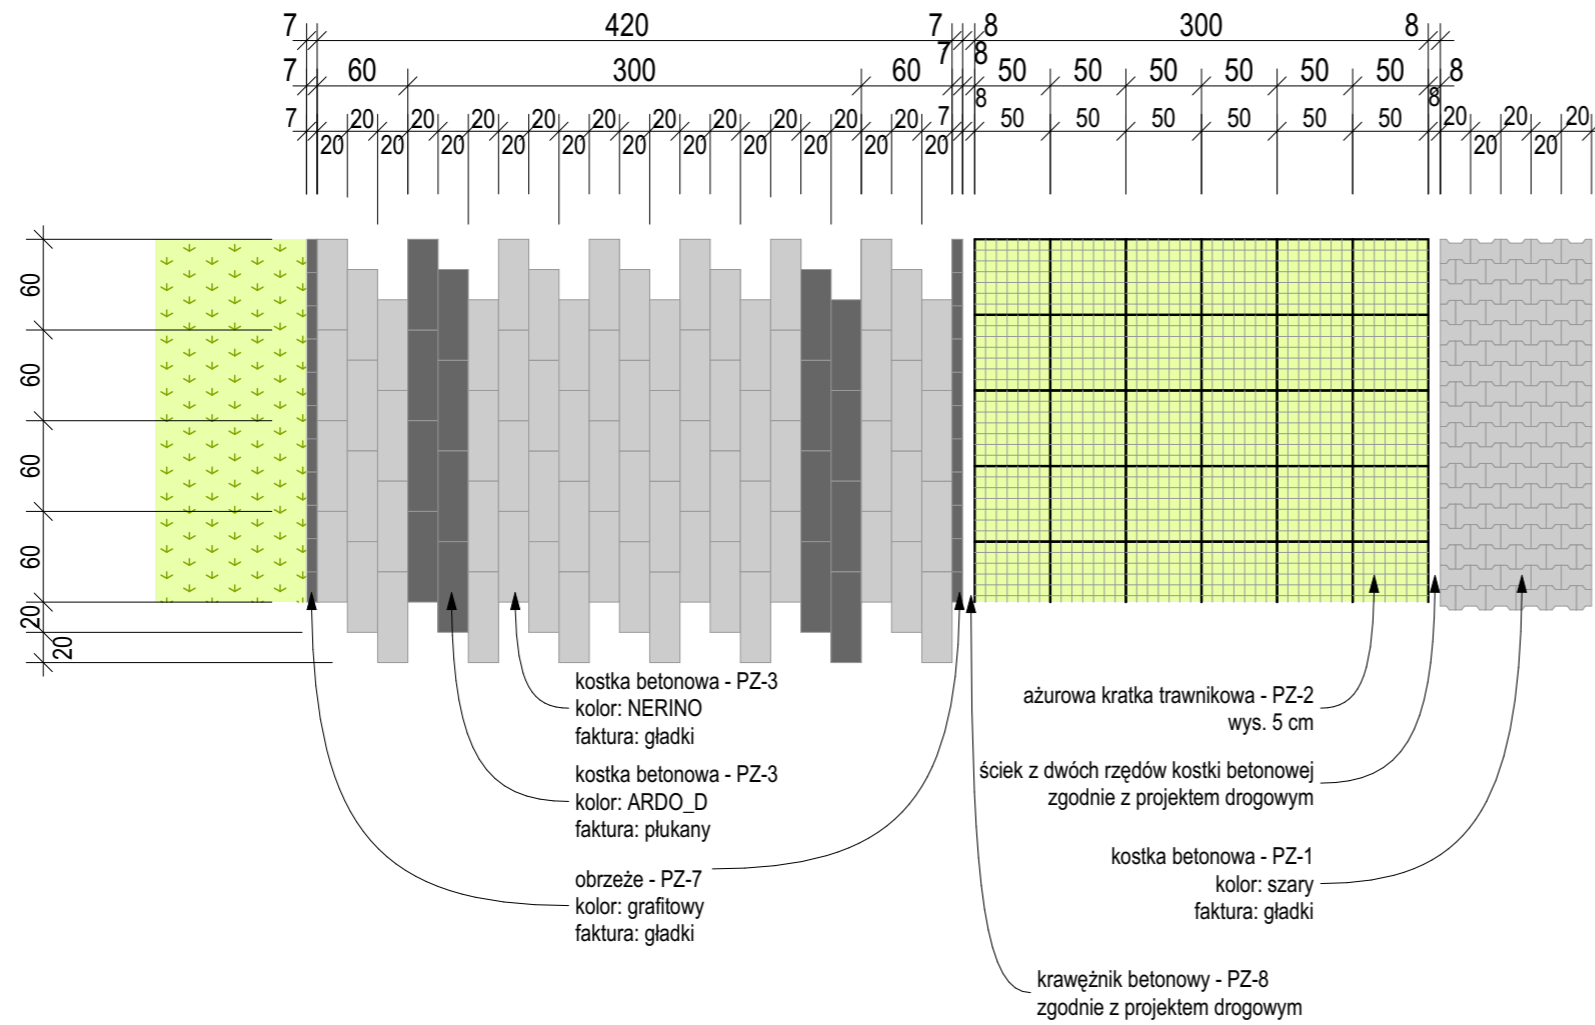 7 420 7 8 300 8
7 8
7 60 300 60 50 50 50 50 50 50 8
8 8
7 20 20 20 20 20 20 20 20 20 20 7 50 50 50 50 50 50 20 20 20
20 20 20 20 20 20 20 20 20 20 20 20 20
60
60
60
60
20
20
kostka betonowa - PZ-3
kolor: NERINO
faktura: gładki
kostka betonowa - PZ-3
kolor: ARDO_D
faktura: płukany
obrzeże - PZ-7
kolor: grafitowy
faktura: gładki
ażurowa kratka trawnikowa - PZ-2
wys. 5 cm
ściek z dwóch rzędów kostki betonowej
zgodnie z projektem drogowym
kostka betonowa - PZ-1
kolor: szary
faktura: gładki
krawężnik betonowy - PZ-8
zgodnie z projektem drogowym